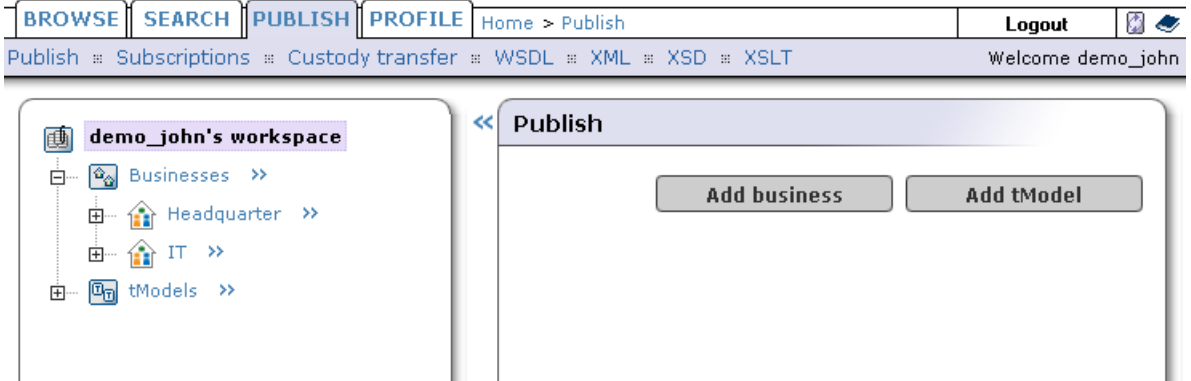 BROWSE SEARCH PUBLISH PROFILE Home > Publish Logout
Publish Subscriptions Custody transfer WSDL XML XSD XSLT Welcome demo_john
demo_john's workspace
Businesses >>
Headquarter >>
IT >>
tModels >>
<< Publish
Add business Add tModel